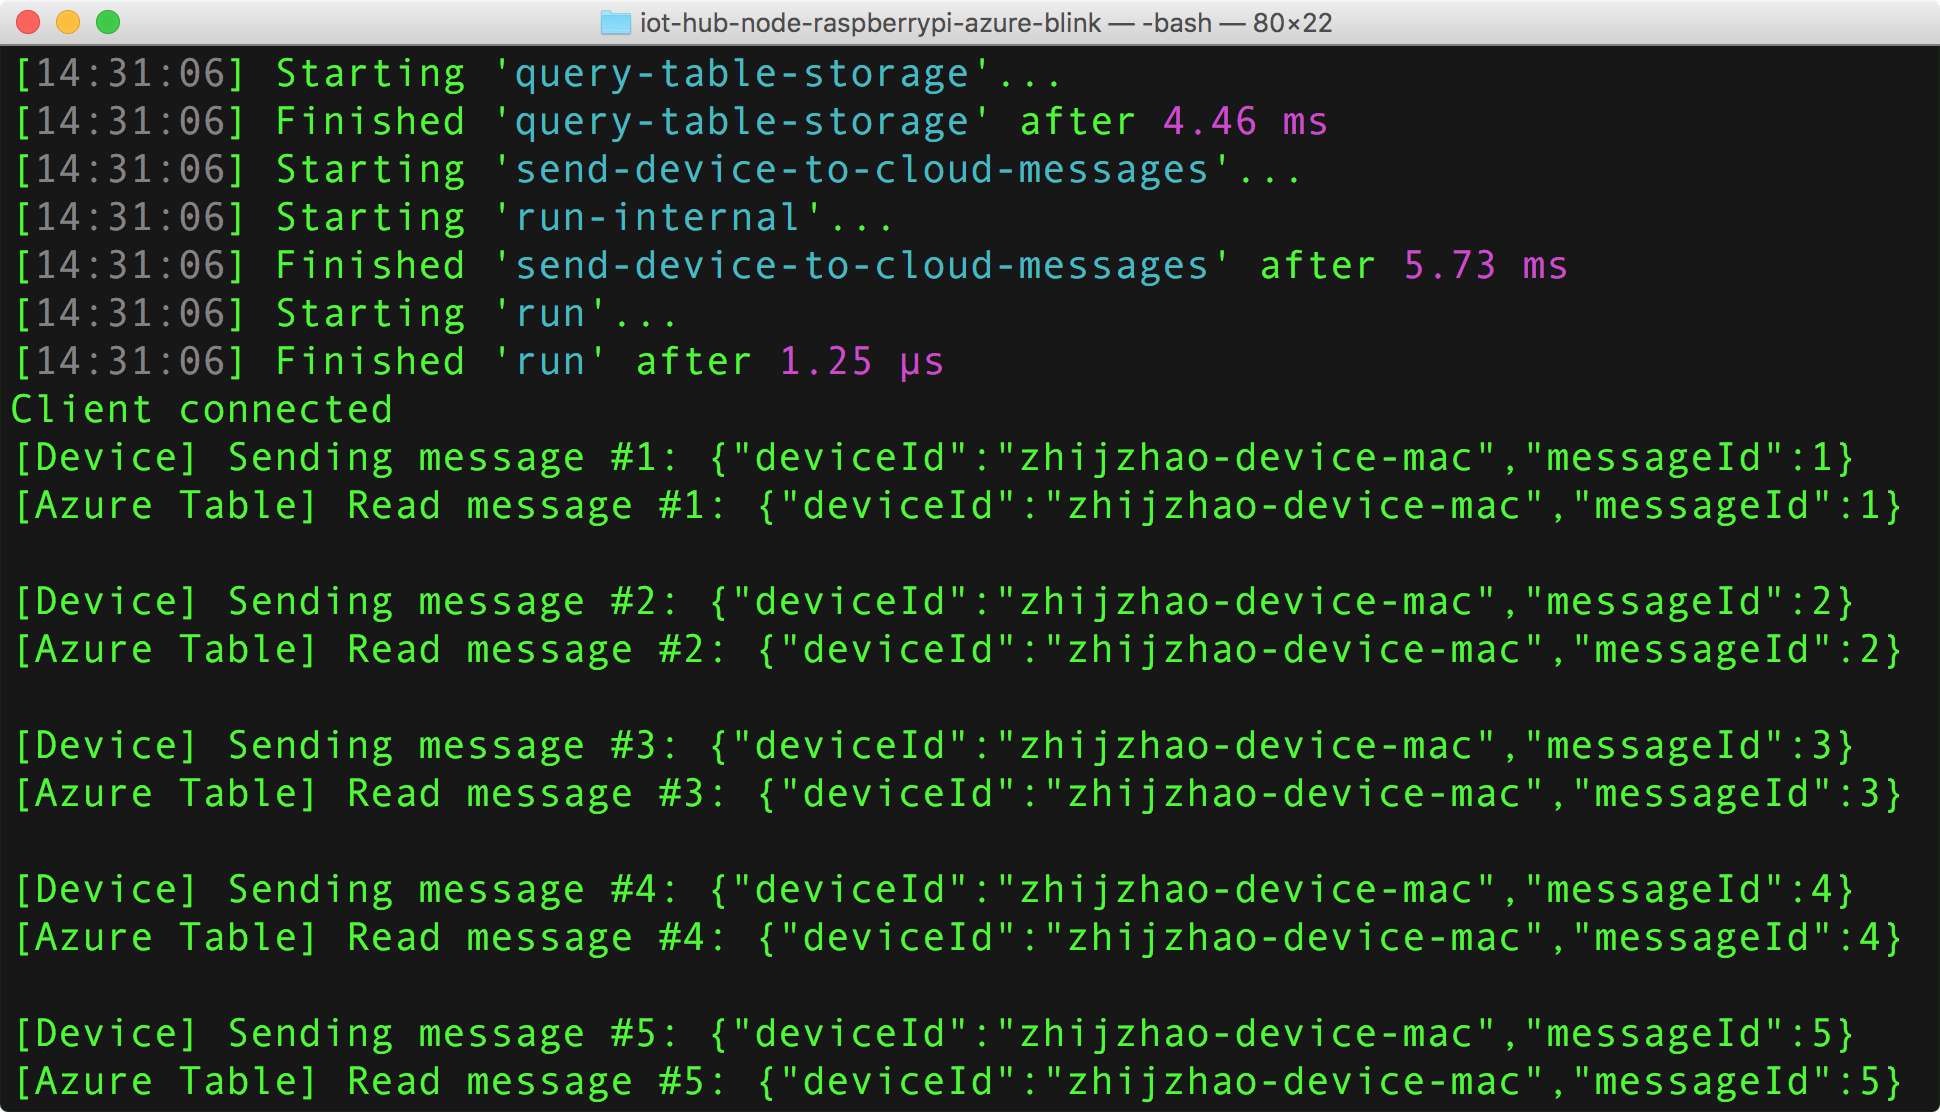 iot-hub-node-raspberrypi-azure-blink — -bash — 80×22
[14:31:06] Starting 'query-table-storage'...
[14:31:06] Finished 'query-table-storage' after 4.46 ms
[14:31:06] Starting 'send-device-to-cloud-messages'...
[14:31:06] Starting 'run-internal'...
[14:31:06] Finished 'send-device-to-cloud-messages' after 5.73 ms
[14:31:06] Starting 'run'...
[14:31:06] Finished 'run' after 1.25 μs
Client connected
[Device] Sending message #1: {"deviceId":"zhijzhao-device-mac","messageId":1}
[Azure Table] Read message #1: {"deviceId":"zhijzhao-device-mac","messageId":1}
[Device] Sending message #2: {"deviceId":"zhijzhao-device-mac","messageId":2}
[Azure Table] Read message #2: {"deviceId":"zhijzhao-device-mac","messageId":2}
[Device] Sending message #3: {"deviceId":"zhijzhao-device-mac","messageId":3}
[Azure Table] Read message #3: {"deviceId":"zhijzhao-device-mac","messageId":3}
[Device] Sending message #4: {"deviceId":"zhijzhao-device-mac","messageId":4}
[Azure Table] Read message #4: {"deviceId":"zhijzhao-device-mac","messageId":4}
[Device] Sending message #5: {"deviceId":"zhijzhao-device-mac","messageId":5}
[Azure Table] Read message #5: {"deviceId":"zhijzhao-device-mac","messageId":5}